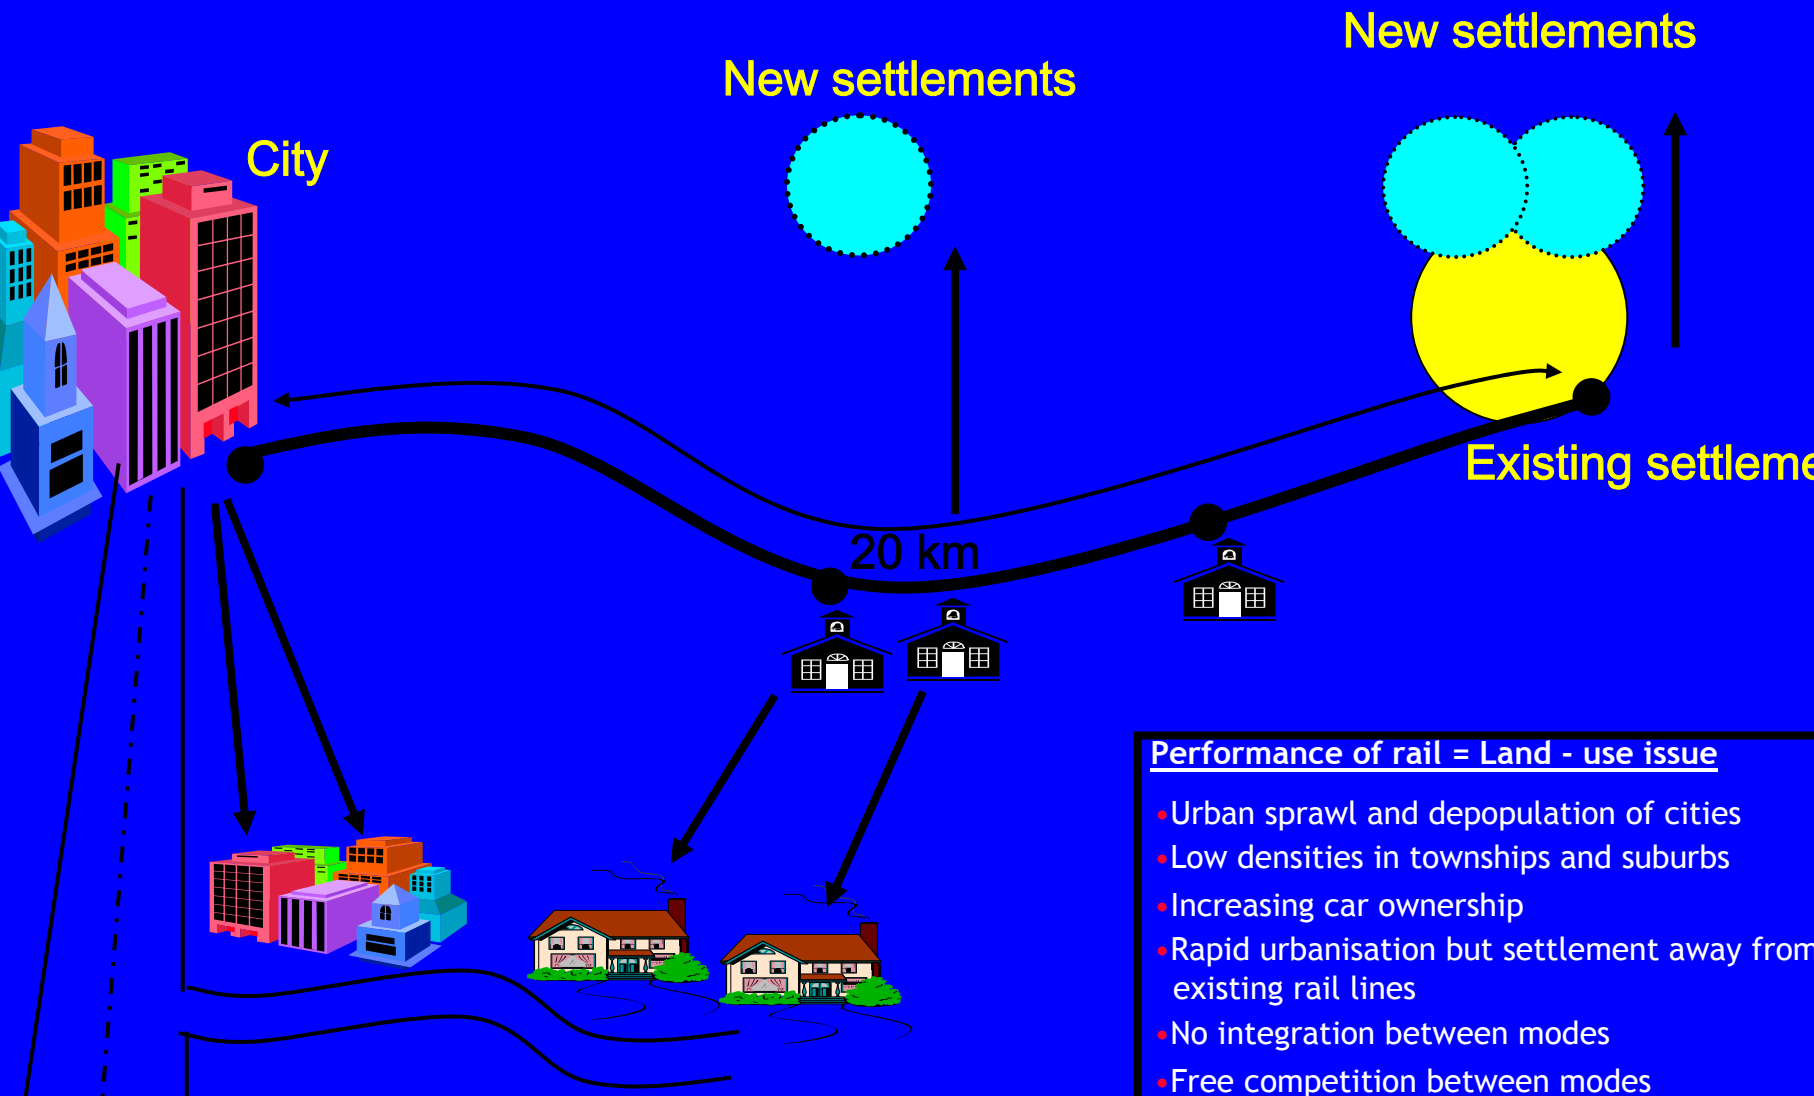 New settlements
New settlements
City
Existing
20 km
Performance of rail = Land - use issue
•Urban sprawl and depopulation of cities
•Low densities in townships and suburbs
•Increasing car ownership
•Rapid urbanisation but settlement away from
existing rail lines
•No integration between modes
•Free competition between modes